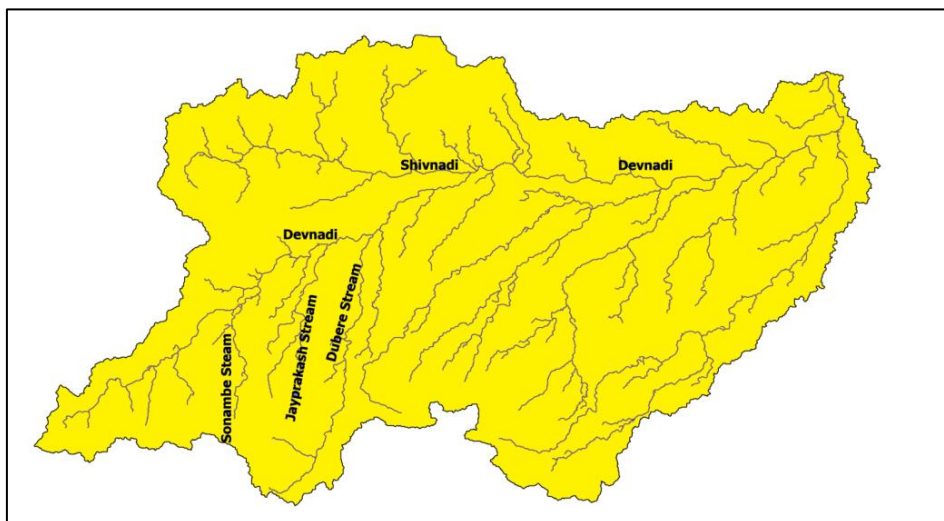 Shivnadi
Devnadi
Devnadi
Sonambe Steam
Jayprakash Stream
Dubere Stream